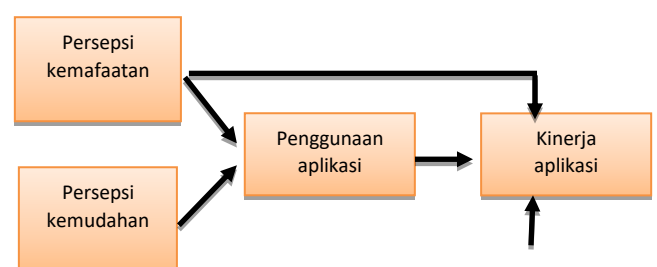 Persepsi
kemafaatan
Penggunaan
aplikasi
Kinerja
aplikasi
Persepsi
kemudahan